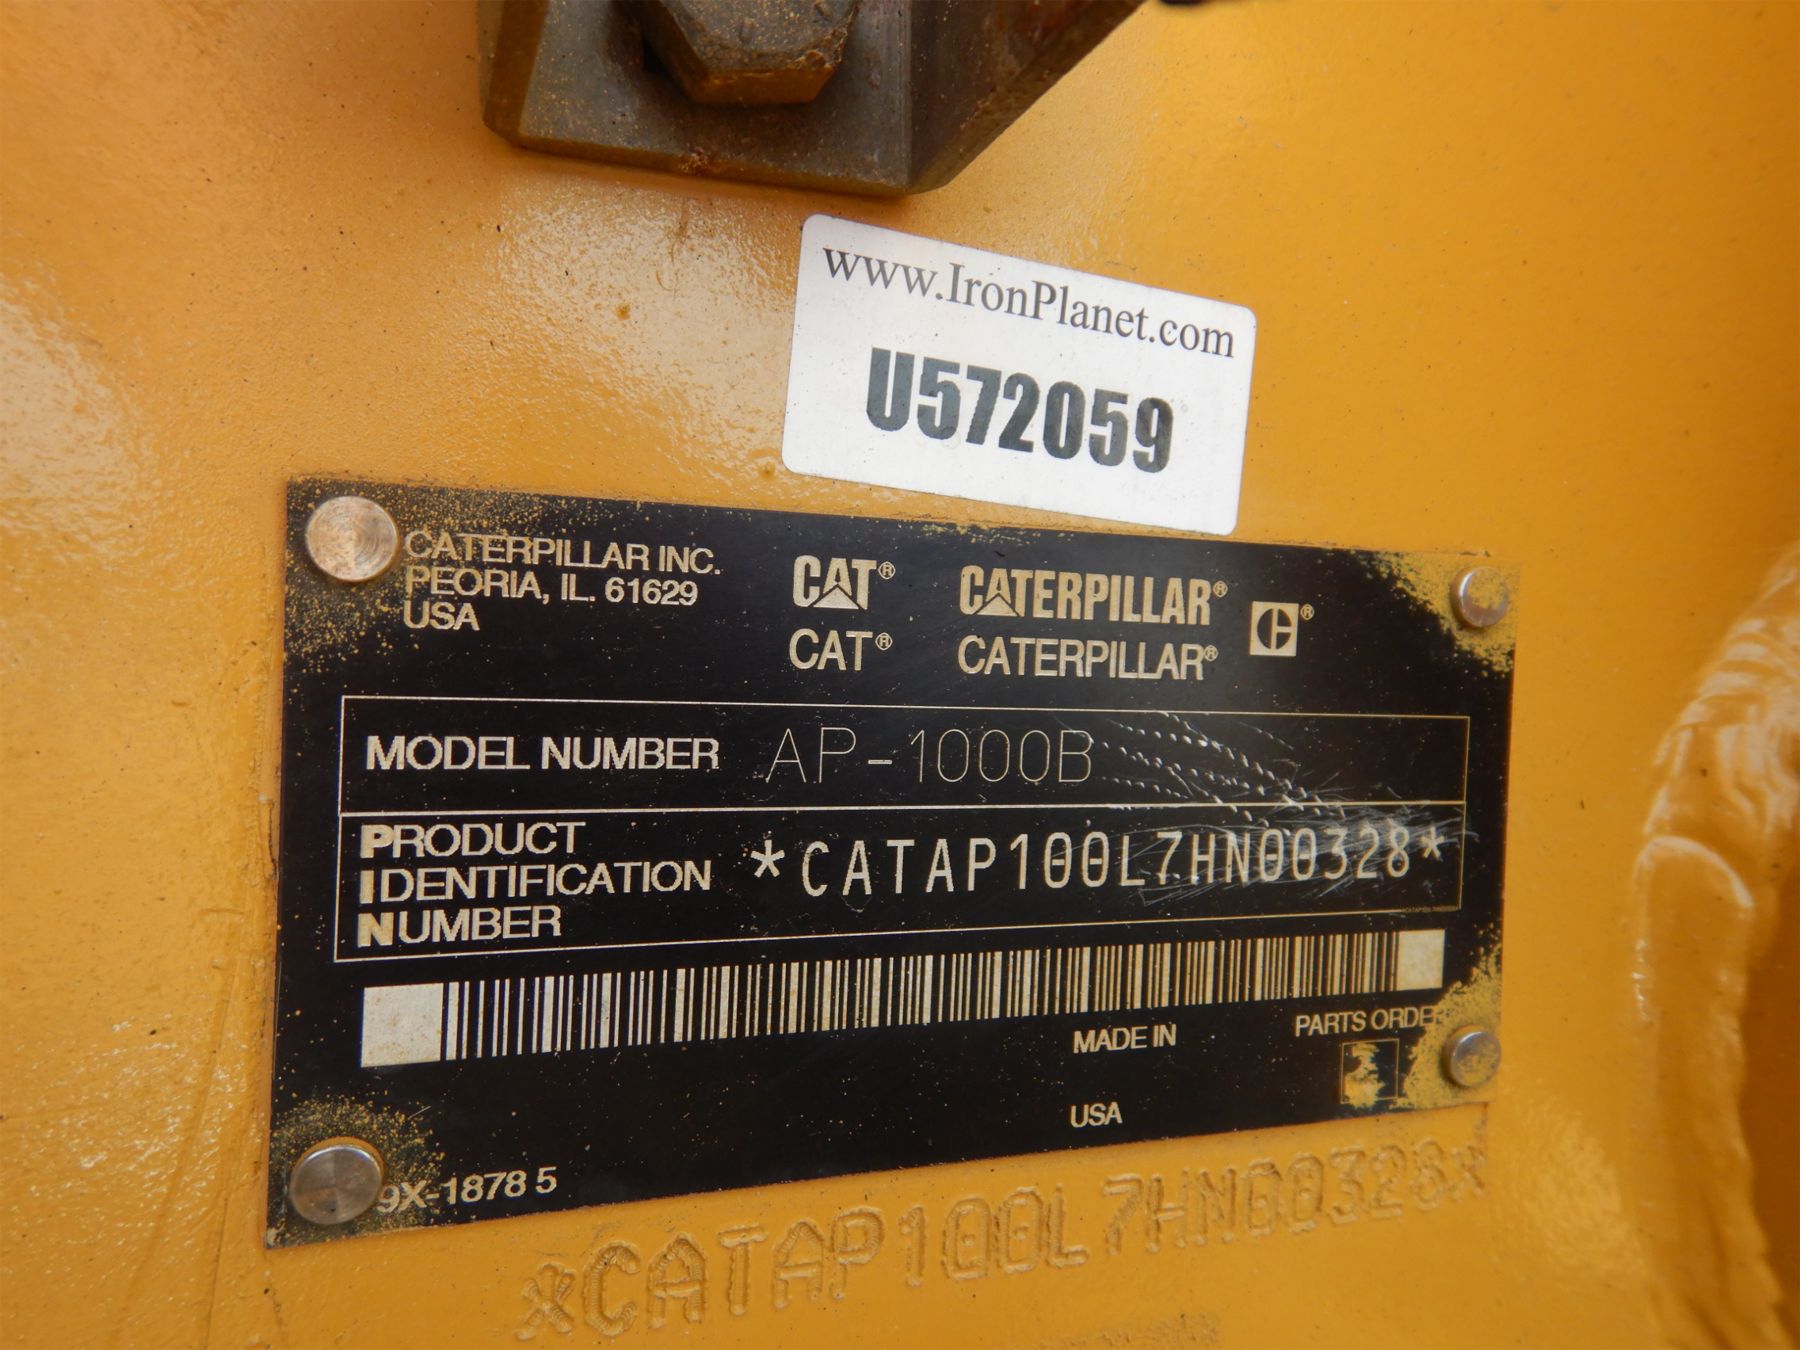 www.IronPlanet.com
U572059
CATERPILLAR INC.
PEORIA, IL. 61629
USA
CAT® CATERPILLAR® C®
CAT® CATERPILLAR®
MODEL NUMBER AP-1000B
PRODUCT
IDENTIFICATION
NUMBER
*CATAP100L7HN00328*
MADE IN
USA
PARTS ORDER
9X-1878 5
*CATAP100L7HN00328*